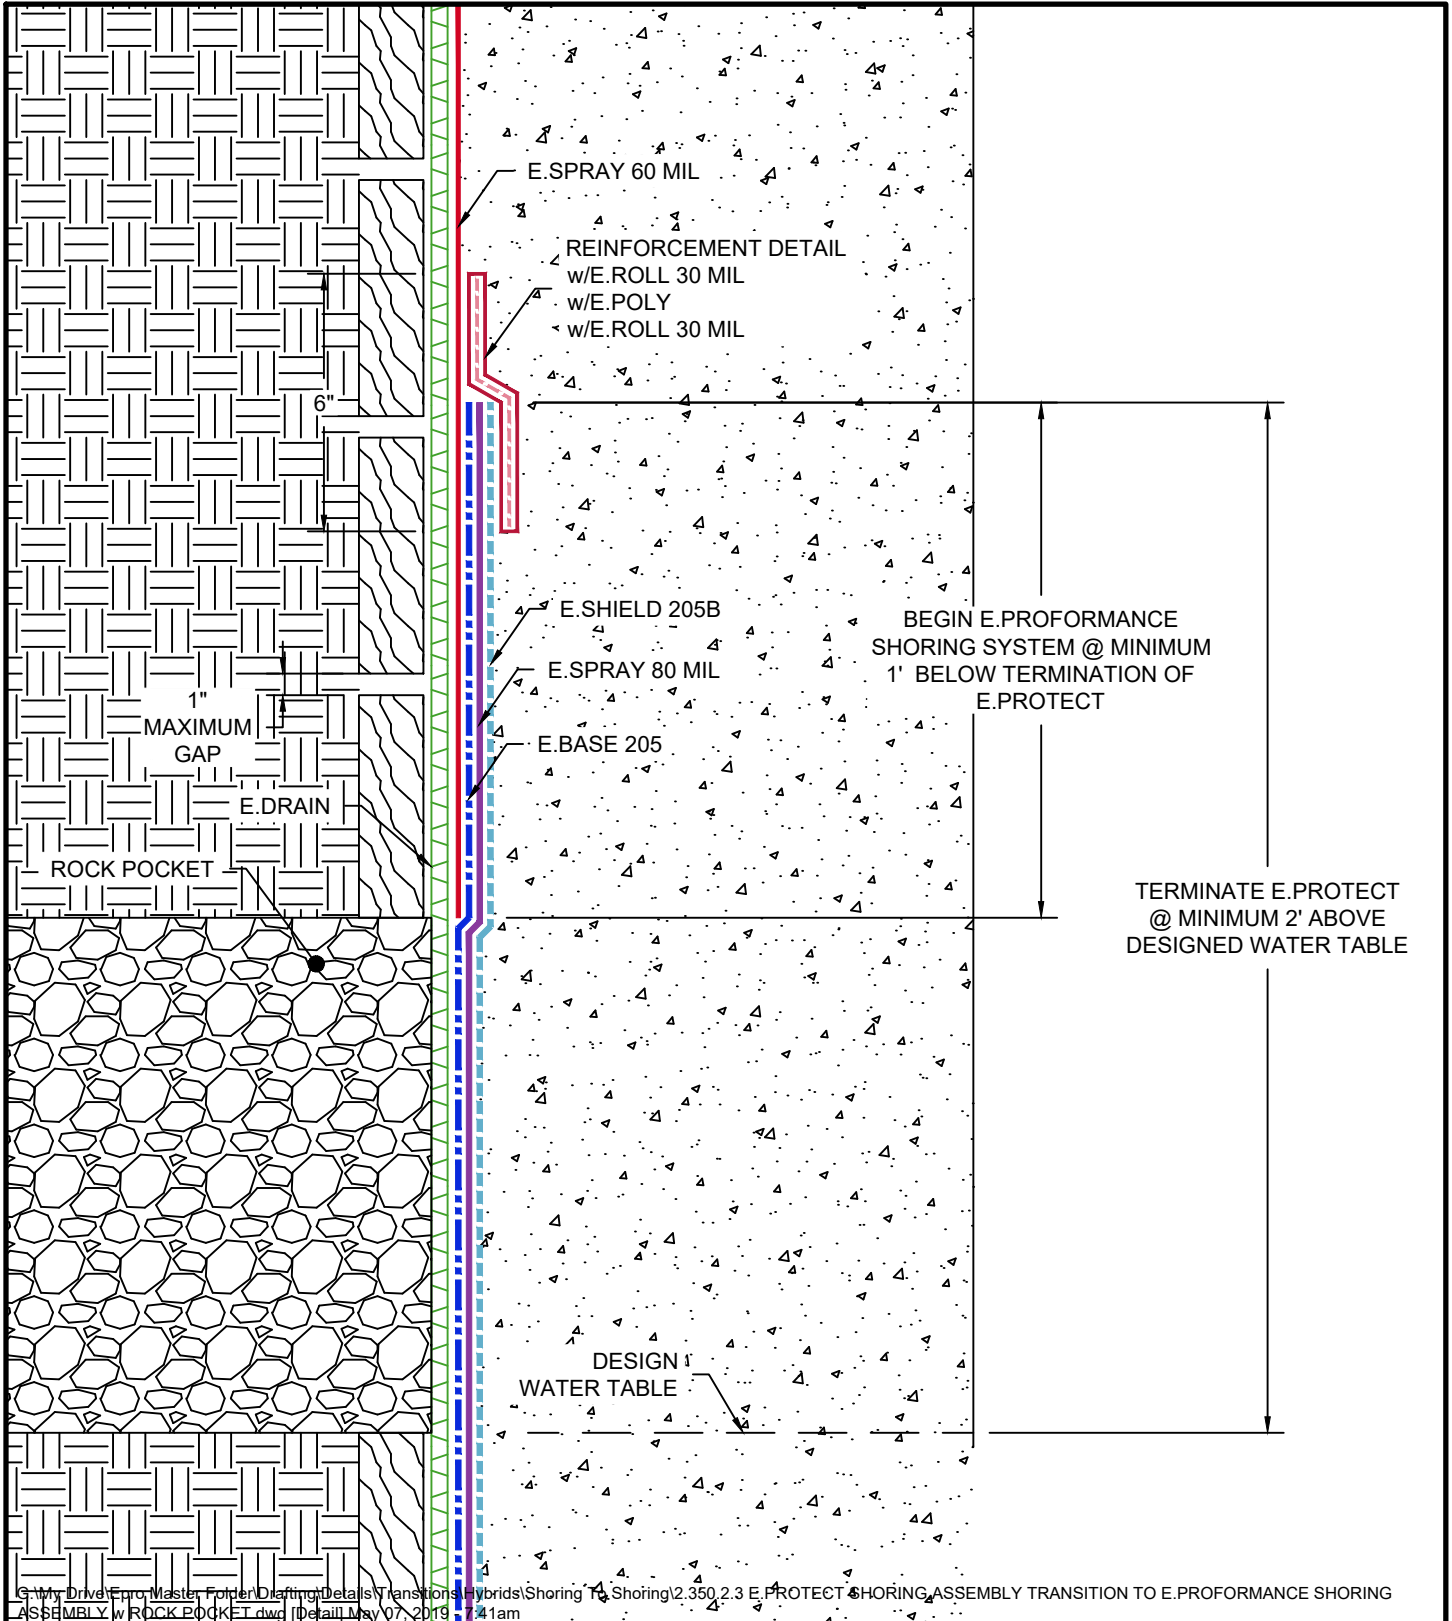 E.SPRAY 60 MIL
REINFORCEMENT DETAIL
w/E.ROLL 30 MIL
w/E.POLY
w/E.ROLL 30 MIL
6"
E.SHIELD 205B
E.SPRAY 80 MIL
E.BASE 205
BEGIN E.PROFORMANCE
SHORING SYSTEM @ MINIMUM
1' BELOW TERMINATION OF
E.PROTECT
1"
MAXIMUM
GAP
E.DRAIN
ROCK POCKET
TERMINATE E.PROTECT
@ MINIMUM 2' ABOVE
DESIGNED WATER TABLE
DESIGN
WATER TABLE
G:\My Drive\Epro Master Folder\Drafting\Details\Transitions\Hybrids\Shoring To Shoring\2.350.2.3 E.PROTECT SHORING ASSEMBLY TRANSITION TO E.PROFORMANCE SHORING
ASSEMBLY w ROCK POCKET.dwg [Detail] May 07, 2019 - 7:41am